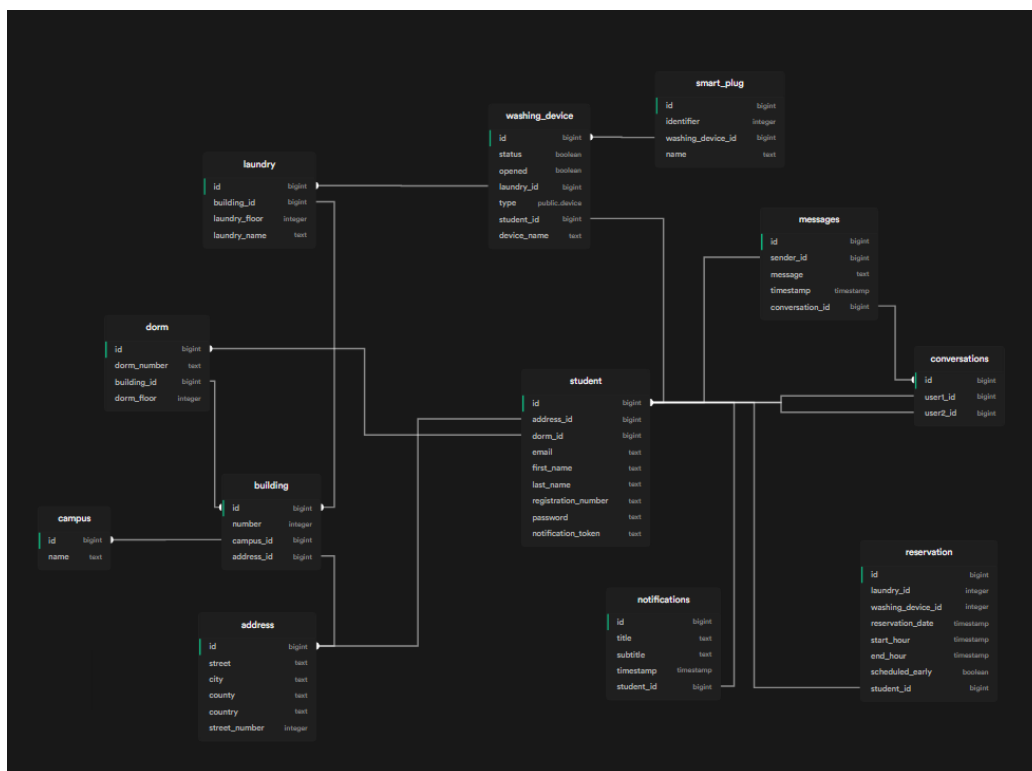 smart_plug
id bigint
identifier integer
washing_device_id bigint
name text
washing_device
id bigint
status boolean
opened boolean
laundry_id bigint
type public.device
student_id bigint
device_name text
laundry
id bigint
building_id bigint
laundry_floor integer
laundry_name text
messages
id bigint
sender_id bigint
message text
timestamp timestamp
conversation_id bigint
dorm
id bigint
dorm_number text
building_id bigint
dorm_floor integer
conversations
id bigint
user1_id bigint
user2_id bigint
student
id bigint
address_id bigint
dorm_id bigint
email text
first_name text
last_name text
registration_number text
password text
notification_token text
building
id bigint
number integer
campus_id bigint
address_id bigint
campus
id bigint
name text
reservation
id bigint
laundry_id integer
washing_device_id integer
reservation_date timestamp
start_hour timestamp
end_hour timestamp
scheduled_early boolean
student_id bigint
notifications
id bigint
title text
subtitle text
timestamp timestamp
student_id bigint
address
id bigint
street text
city text
county text
country text
street_number integer